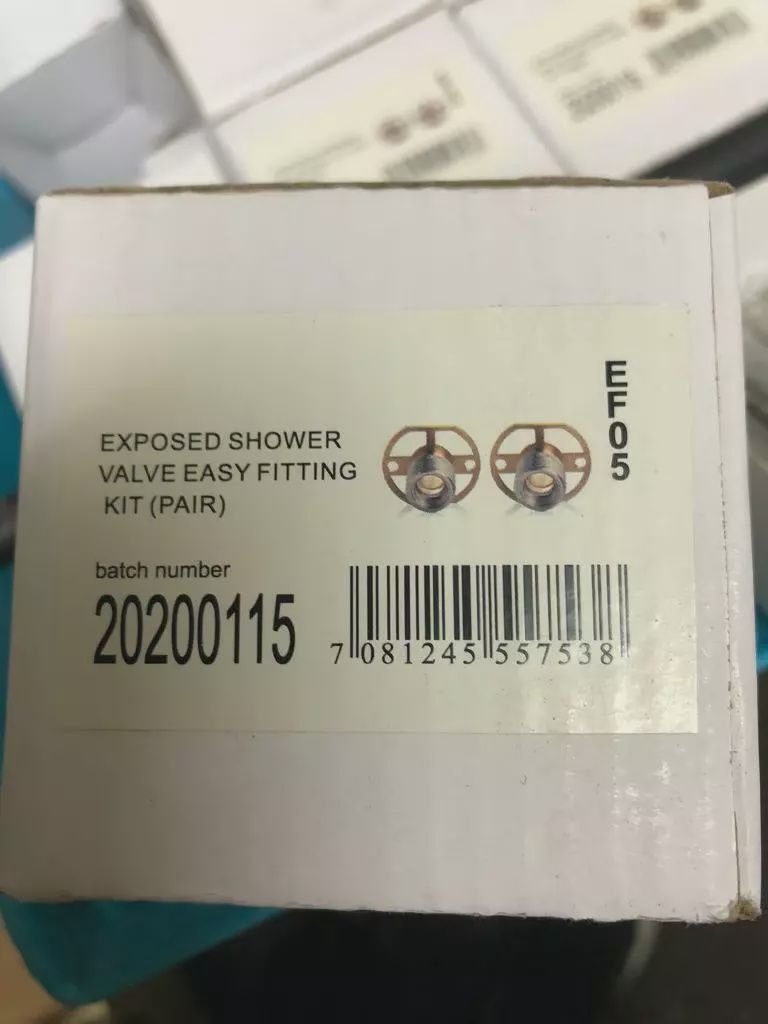 EXPOSED SHOWER
VALVE EASY FITTING
KIT (PAIR)
EF05
batch number
20200115
7 081245 557538